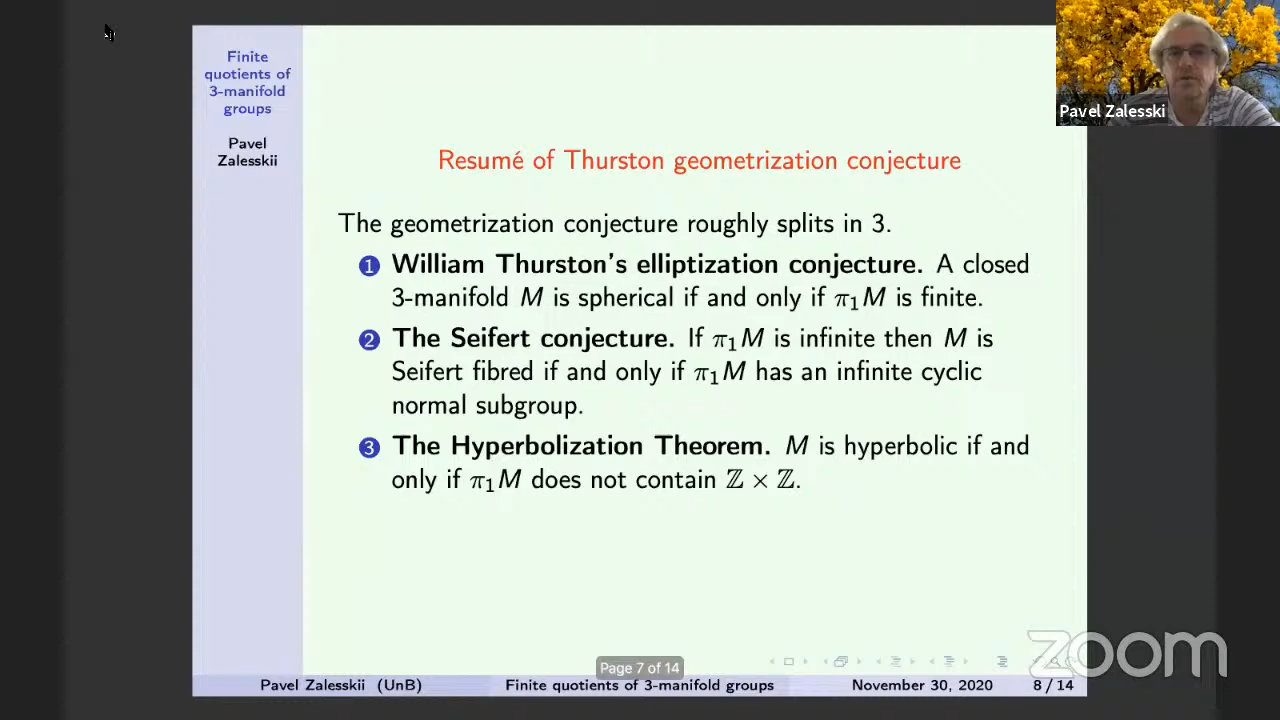 Finite
quotients of
3-manifold
groups
Pavel
Zalesskii
Pavel Zalesski
Resumé of Thurston geometrization conjecture
The geometrization conjecture roughly splits in 3.
1 William Thurston's elliptization conjecture. A closed
3-manifold M is spherical if and only if π₁M is finite.
2 The Seifert conjecture. If π₁M is infinite then M is
Seifert fibred if and only if π₁M has an infinite cyclic
normal subgroup.
3 The Hyperbolization Theorem. M is hyperbolic if and
only if π₁M does not contain ℤ × ℤ.
zoom
Page 7 of 14
Pavel Zalesskii (UnB) Finite quotients of 3-manifold groups November 30, 2020 8 / 14